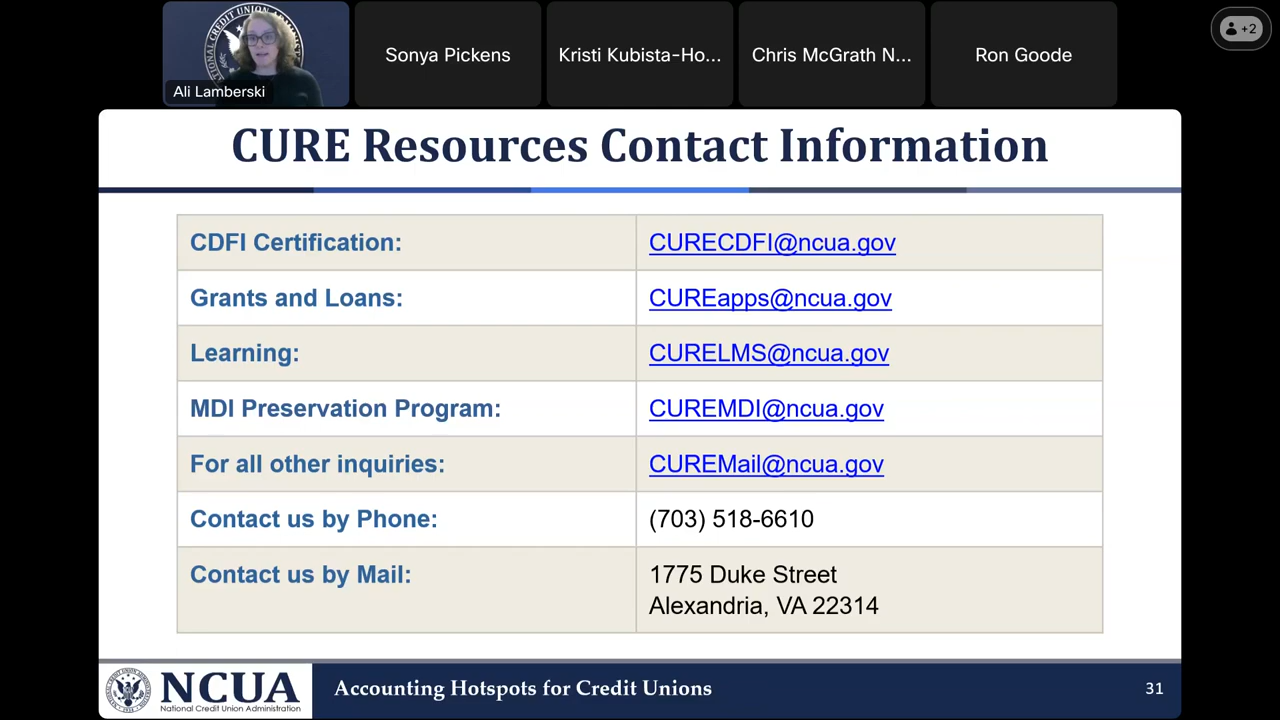 Ali Lamberski
Sonya Pickens
Kristi Kubista-Ho...
Chris McGrath N...
Ron Goode
+2
CURE Resources Contact Information
CDFI Certification: CURECDFI@ncua.gov
Grants and Loans: CUREapps@ncua.gov
Learning: CURELMS@ncua.gov
MDI Preservation Program: CUREMDI@ncua.gov
For all other inquiries: CUREMail@ncua.gov
Contact us by Phone: (703) 518-6610
Contact us by Mail: 1775 Duke Street
Alexandria, VA 22314
NCUA
National Credit Union Administration
Accounting Hotspots for Credit Unions
31